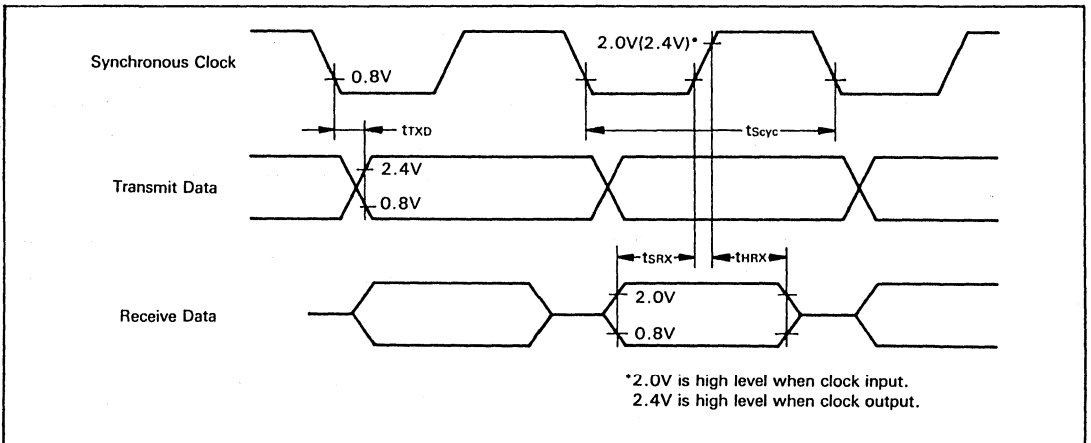 2.0V(2.4V)*
Synchronous Clock
0.8V
tTXD
tScyc
2.4V
Transmit Data
0.8V
tSRX
tHRX
2.0V
Receive Data
0.8V
*2.0V is high level when clock input.
2.4V is high level when clock output.